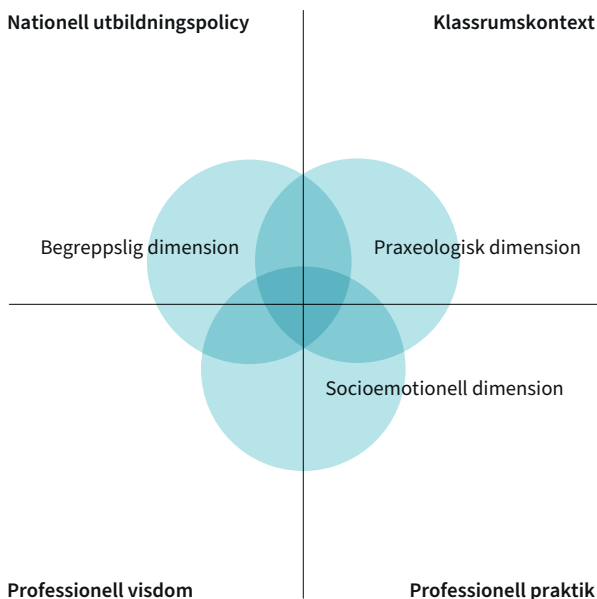 Nationell utbildningspolicy
Klassrumskontext
Begreppslig dimension
Praxeologisk dimension
Socioemotionell dimension
Professionell visdom
Professionell praktik